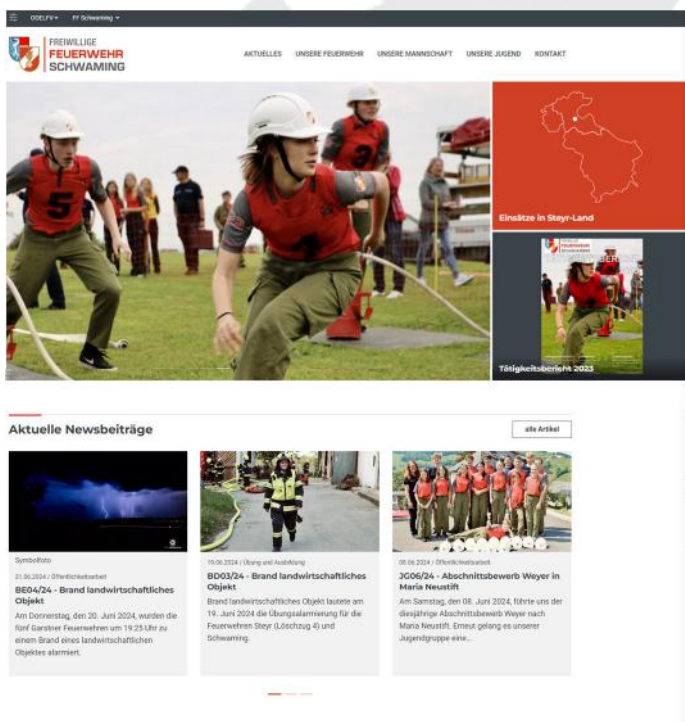 OOELFV
FF Schwaming
FREIWILLIGE
FEUERWEHR
SCHWAMING
AKTUELLES
UNSERE FEUERWEHR
UNSERE MANNSCHAFT
UNSERE JUGEND
KONTAKT
5
3
Einsätze in Steyr-Land
FREIWILLIGE
FEUERWEHR
SCHWAMING
Tätigkeitsbericht 2023
Aktuelle Newsbeiträge
alle Artikel
Symbolfoto
21.06.2024 / Öffentlichkeitsarbeit
BE04/24 - Brand landwirtschaftliches
Objekt
Am Donnerstag, den 20. Juni 2024, wurden die
fünf Garstner Feuerwehren um 19:25 Uhr zu
einem Brand eines landwirtschaftlichen
Objektes alarmiert.
19.06.2024 / Übung und Ausbildung
BD03/24 - Brand landwirtschaftliches
Objekt
Brand landwirtschaftliches Objekt lautete am
19. Juni 2024 die Übungsalarmierung für die
Feuerwehren Steyr (Löschzug 4) und
Schwaming.
08.06.2024 / Öffentlichkeitsarbeit
JG06/24 - Abschnittsbewerb Weyer in
Maria Neustift
Am Samstag, den 08. Juni 2024, führte uns der
diesjährige Abschnittsbewerb Weyer nach
Maria Neustift. Erneut gelang es unserer
Jugendgruppe eine...